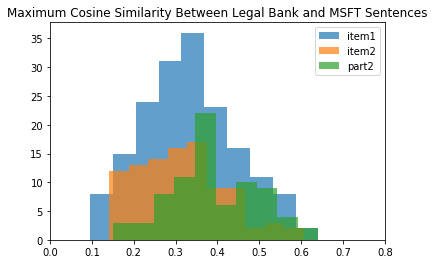 Maximum Cosine Similarity Between Legal Bank and MSFT Sentences
item1
item2
part2
35
30
25
20
15
10
5
0
0.0 0.1 0.2 0.3 0.4 0.5 0.6 0.7 0.8